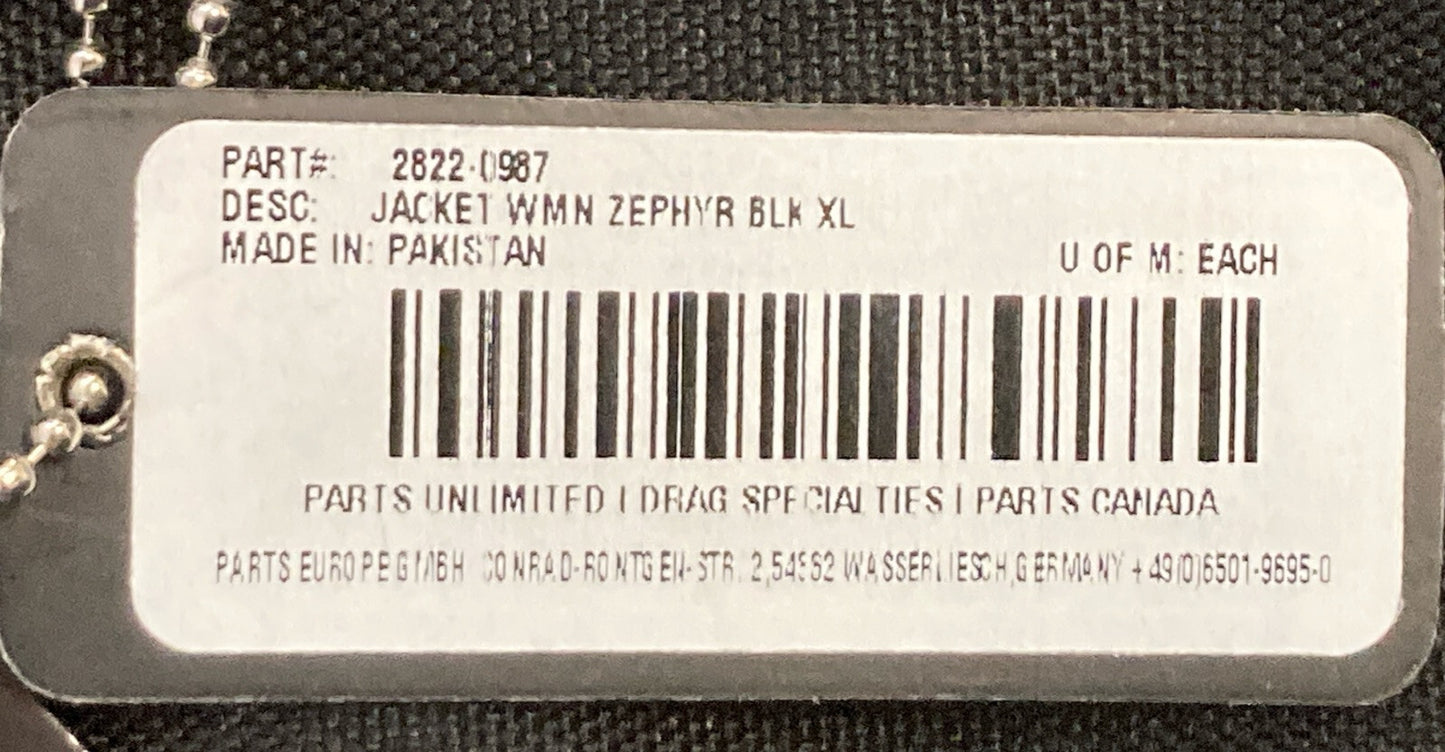 PART#: 2822-0987
DESC: JACKET WMN ZEPHYR BLK XL
MADE IN: PAKISTAN
U OF M: EACH
PARTS UNLIMITED | DRAG SPECIALTIES | PARTS CANADA
PARTS EUROPE GMBH CONRAD-RONTGEN-STR. 2,54332 WASSERLIESCH,GERMANY +49(0)6501-9695-0